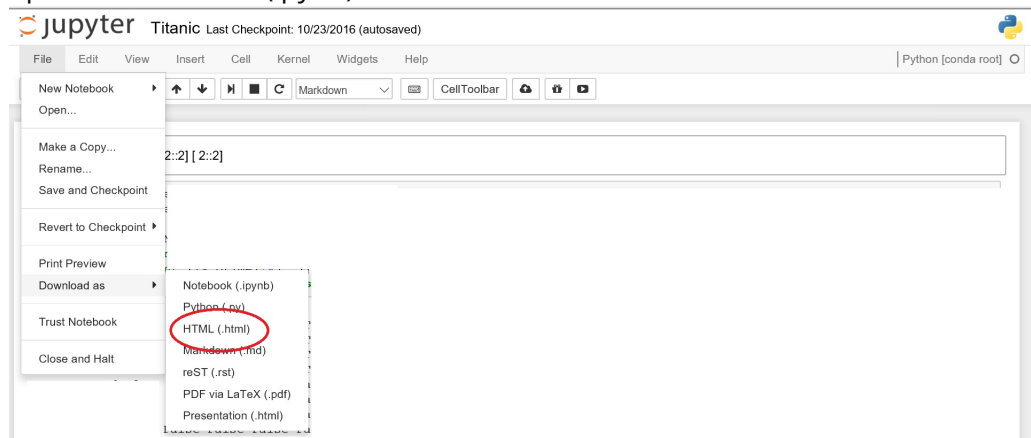 jupyter Titanic Last Checkpoint: 10/23/2016 (autosaved)
File Edit View Insert Cell Kernel Widgets Help Python [conda root]
New Notebook
Markdown CellToolbar
Open...
Make a Copy...
2::2] [ 2::2]
Rename...
Save and Checkpoint
Revert to Checkpoint
Print Preview
Download as
Notebook (.ipynb)
Python (.py)
Trust Notebook
HTML (.html)
Markdown (.md)
Close and Halt
reST (.rst)
PDF via LaTeX (.pdf)
Presentation (.html)